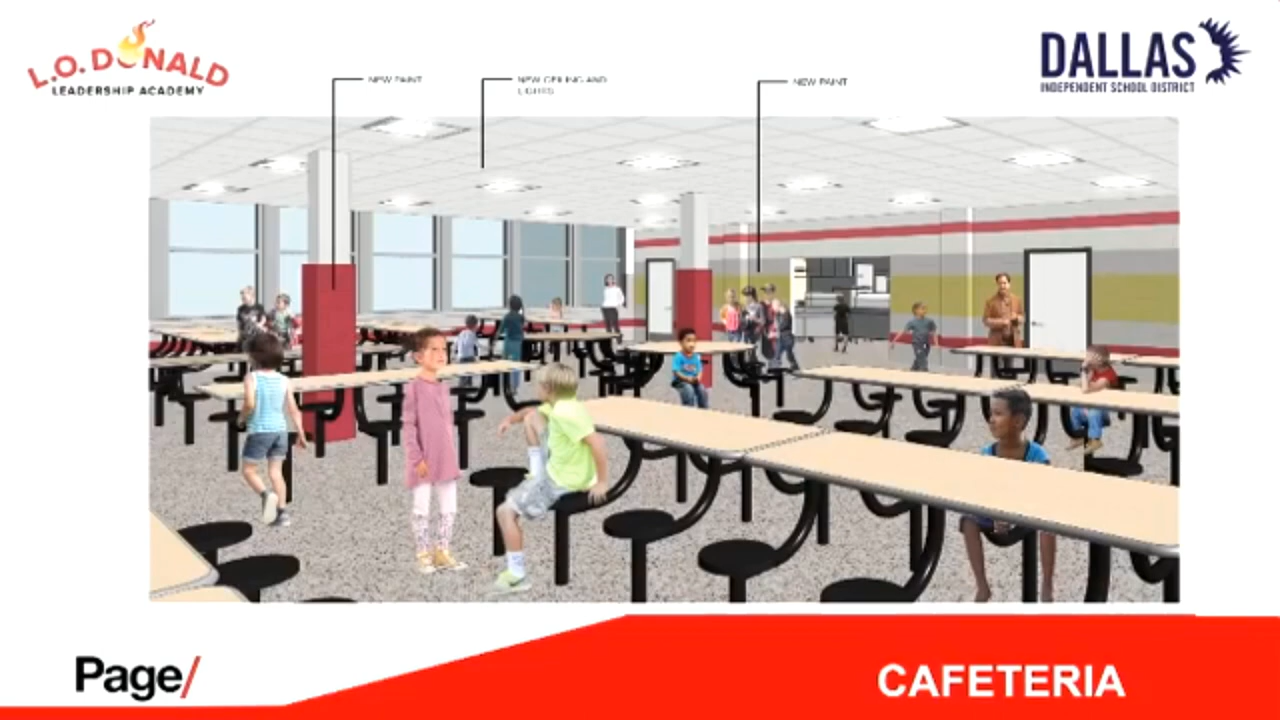 L.O. DONALD
LEADERSHIP ACADEMY
DALLAS
INDEPENDENT SCHOOL DISTRICT
NEW PAINT
NEW CEILING AND
LIGHTS
NEW PAINT
Page/
CAFETERIA